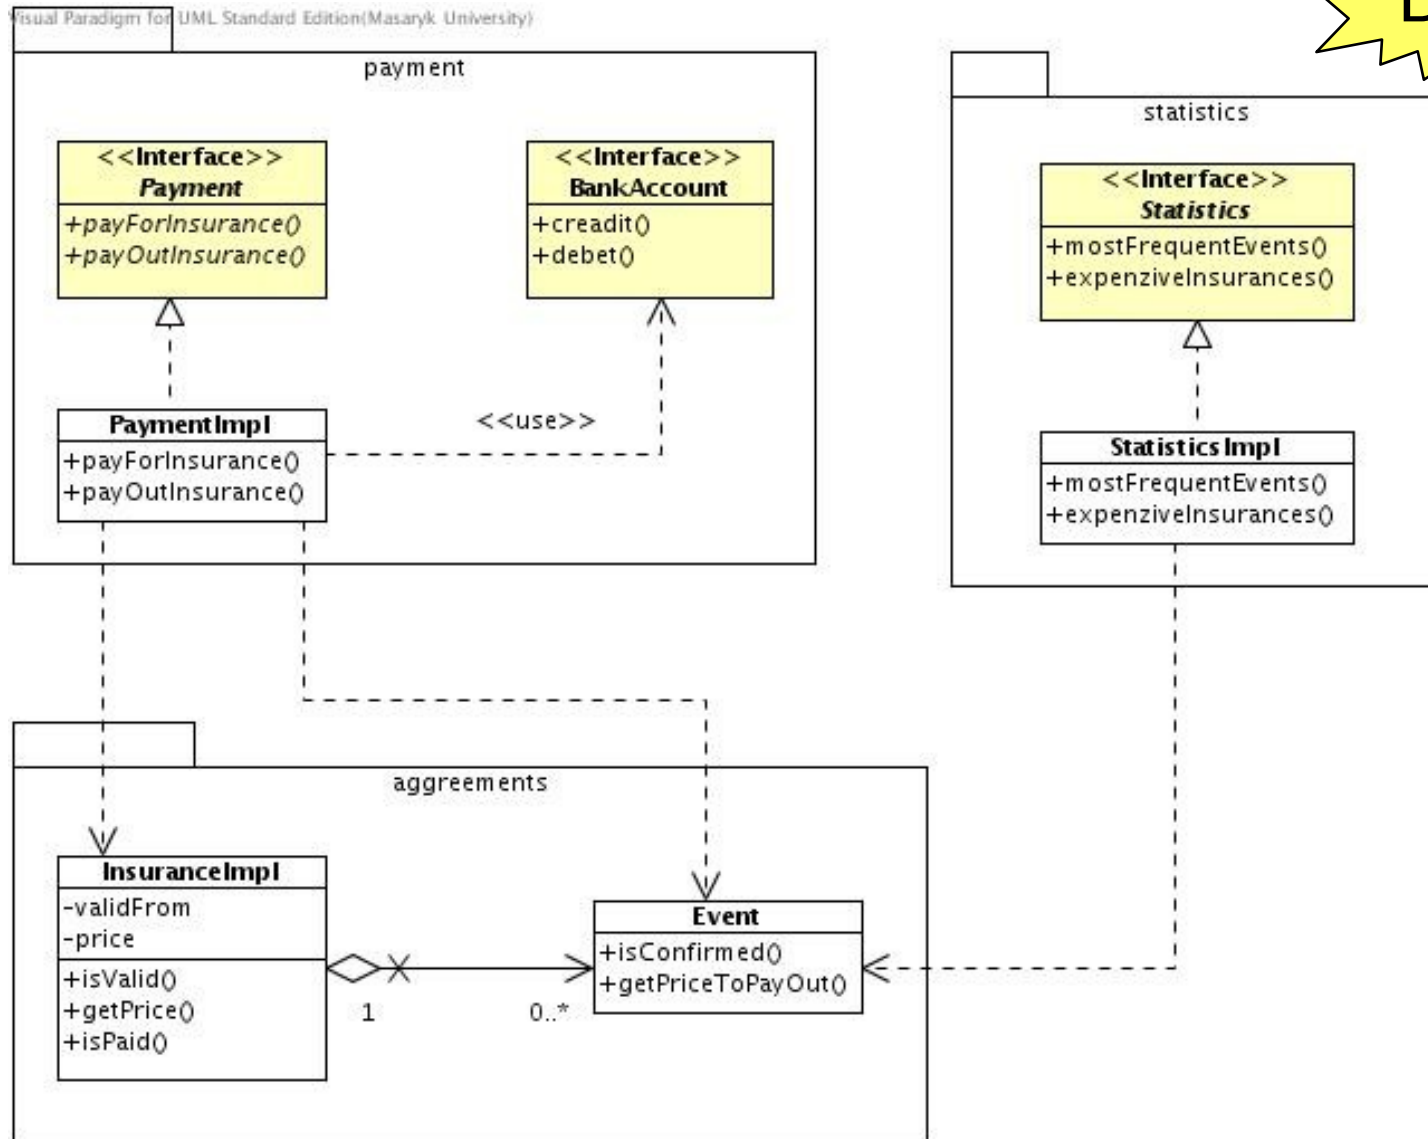 Visual Paradigm for UML Standard Edition(Masaryk University)
payment
<<Interface>>
Payment
+payForInsurance()
+payOutInsurance()
<<Interface>>
BankAccount
+creadit()
+debet()
PaymentImpl
+payForInsurance()
+payOutInsurance()
<<use>>
statistics
<<Interface>>
Statistics
+mostFrequentEvents()
+expenziveInsurances()
StatisticsImpl
+mostFrequentEvents()
+expenziveInsurances()
aggreements
InsuranceImpl
-validFrom
-price
+isValid()
+getPrice()
+isPaid()
1
0..*
Event
+isConfirmed()
+getPriceToPayOut()